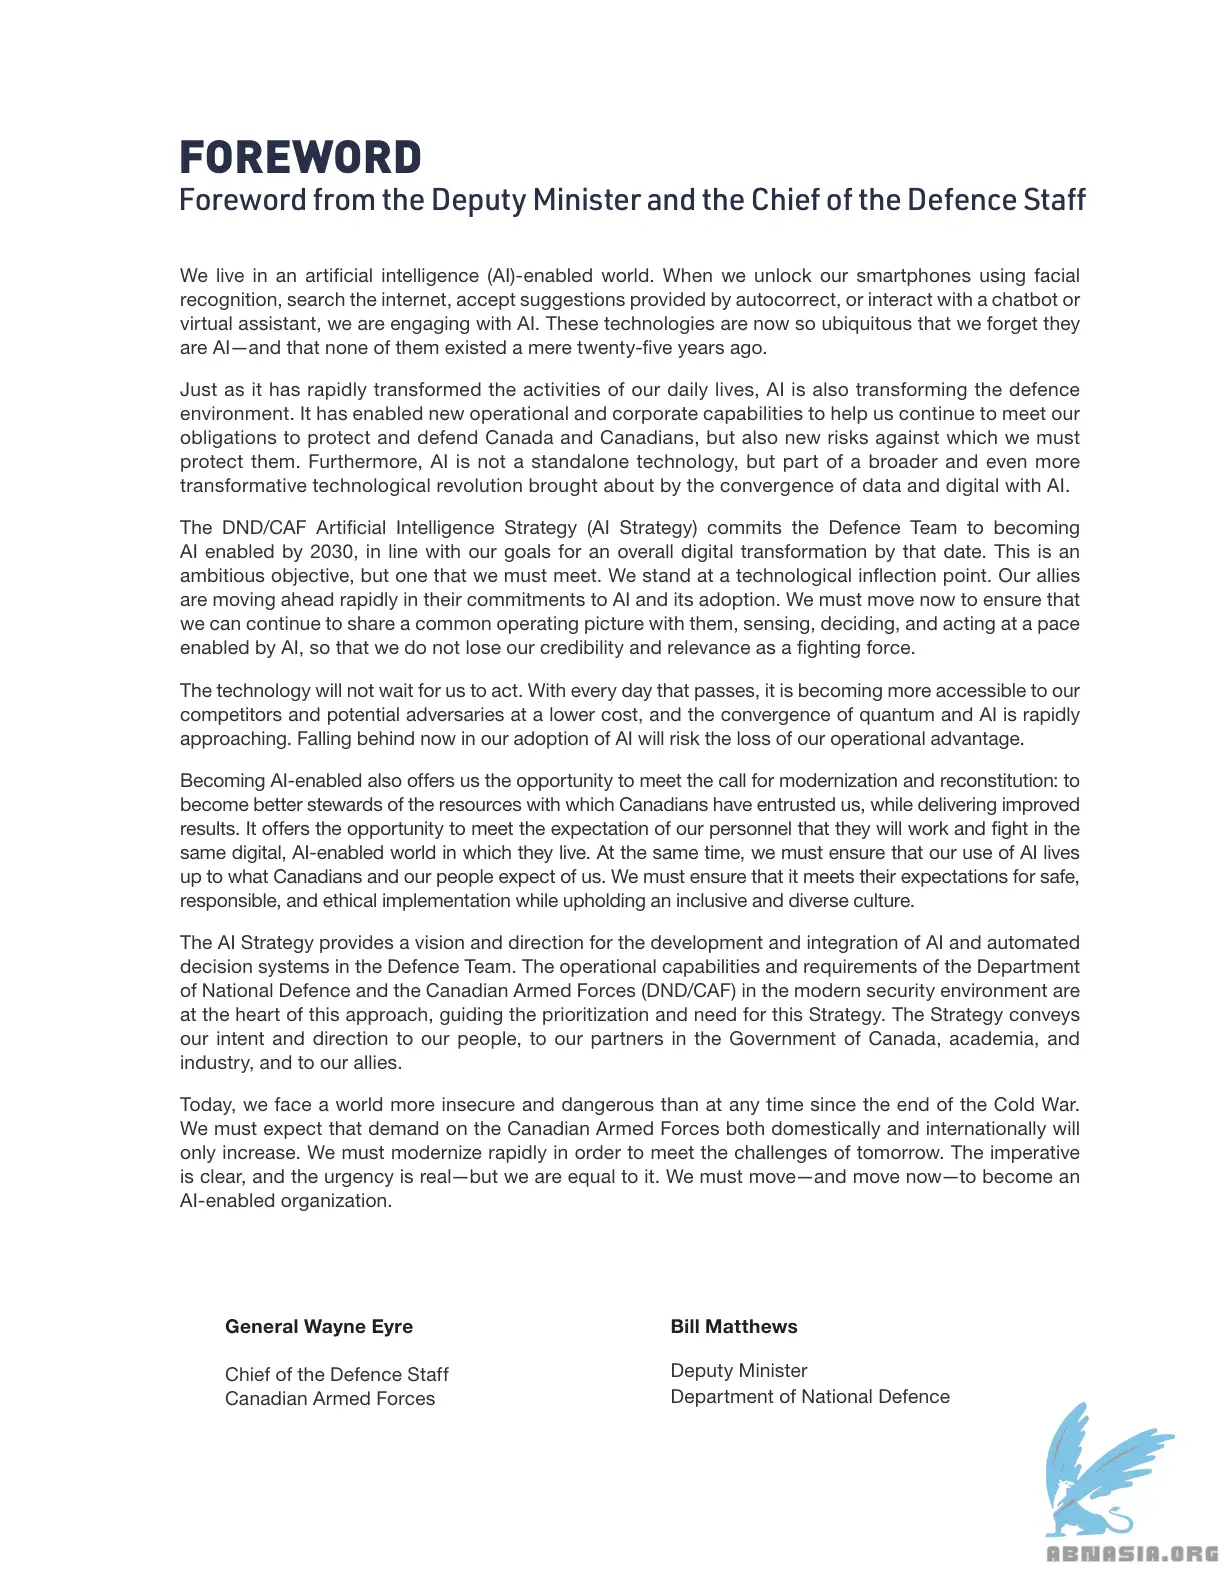 FOREWORD
Foreword from the Deputy Minister and the Chief of the Defence Staff
We live in an artificial intelligence (AI)-enabled world. When we unlock our smartphones using facial
recognition, search the internet, accept suggestions provided by autocorrect, or interact with a chatbot or
virtual assistant, we are engaging with AI. These technologies are now so ubiquitous that we forget they
are AI—and that none of them existed a mere twenty-five years ago.
Just as it has rapidly transformed the activities of our daily lives, AI is also transforming the defence
environment. It has enabled new operational and corporate capabilities to help us continue to meet our
obligations to protect and defend Canada and Canadians, but also new risks against which we must
protect them. Furthermore, AI is not a standalone technology, but part of a broader and even more
transformative technological revolution brought about by the convergence of data and digital with AI.
The DND/CAF Artificial Intelligence Strategy (AI Strategy) commits the Defence Team to becoming
AI enabled by 2030, in line with our goals for an overall digital transformation by that date. This is an
ambitious objective, but one that we must meet. We stand at a technological inflection point. Our allies
are moving ahead rapidly in their commitments to AI and its adoption. We must move now to ensure that
we can continue to share a common operating picture with them, sensing, deciding, and acting at a pace
enabled by AI, so that we do not lose our credibility and relevance as a fighting force.
The technology will not wait for us to act. With every day that passes, it is becoming more accessible to our
competitors and potential adversaries at a lower cost, and the convergence of quantum and AI is rapidly
approaching. Falling behind now in our adoption of AI will risk the loss of our operational advantage.
Becoming AI-enabled also offers us the opportunity to meet the call for modernization and reconstitution: to
become better stewards of the resources with which Canadians have entrusted us, while delivering improved
results. It offers the opportunity to meet the expectation of our personnel that they will work and fight in the
same digital, AI-enabled world in which they live. At the same time, we must ensure that our use of AI lives
up to what Canadians and our people expect of us. We must ensure that it meets their expectations for safe,
responsible, and ethical implementation while upholding an inclusive and diverse culture.
The AI Strategy provides a vision and direction for the development and integration of AI and automated
decision systems in the Defence Team. The operational capabilities and requirements of the Department
of National Defence and the Canadian Armed Forces (DND/CAF) in the modern security environment are
at the heart of this approach, guiding the prioritization and need for this Strategy. The Strategy conveys
our intent and direction to our people, to our partners in the Government of Canada, academia, and
industry, and to our allies.
Today, we face a world more insecure and dangerous than at any time since the end of the Cold War.
We must expect that demand on the Canadian Armed Forces both domestically and internationally will
only increase. We must modernize rapidly in order to meet the challenges of tomorrow. The imperative
is clear, and the urgency is real—but we are equal to it. We must move—and move now—to become an
AI-enabled organization.
General Wayne Eyre
Chief of the Defence Staff
Canadian Armed Forces
Bill Matthews
Deputy Minister
Department of National Defence
ABNASIA.ORG